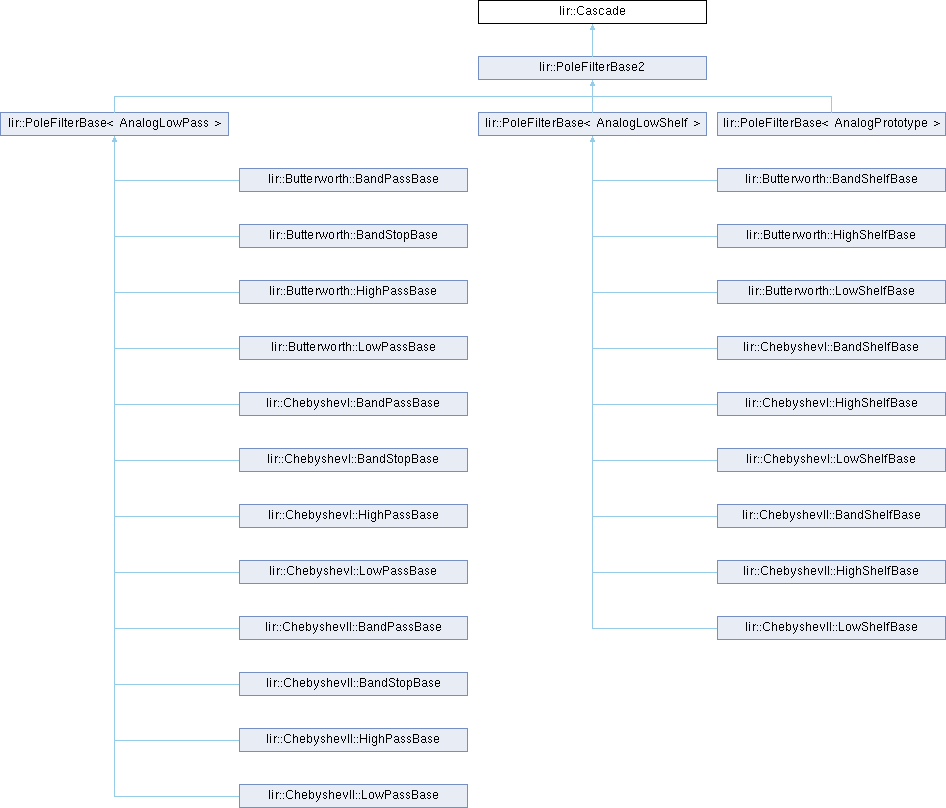 Iir::Cascade
Iir::PoleFilterBase2
Iir::PoleFilterBase< AnalogLowPass >
Iir::PoleFilterBase< AnalogLowShelf >
Iir::PoleFilterBase< AnalogPrototype >
Iir::Butterworth::BandPassBase
Iir::Butterworth::BandShelfBase
Iir::Butterworth::BandStopBase
Iir::Butterworth::HighShelfBase
Iir::Butterworth::HighPassBase
Iir::Butterworth::LowShelfBase
Iir::Butterworth::LowPassBase
Iir::ChebyshevI::BandShelfBase
Iir::ChebyshevI::BandPassBase
Iir::ChebyshevI::HighShelfBase
Iir::ChebyshevI::BandStopBase
Iir::ChebyshevI::LowShelfBase
Iir::ChebyshevI::HighPassBase
Iir::ChebyshevII::BandShelfBase
Iir::ChebyshevI::LowPassBase
Iir::ChebyshevII::HighShelfBase
Iir::ChebyshevII::BandPassBase
Iir::ChebyshevII::LowShelfBase
Iir::ChebyshevII::BandStopBase
Iir::ChebyshevII::HighPassBase
Iir::ChebyshevII::LowPassBase